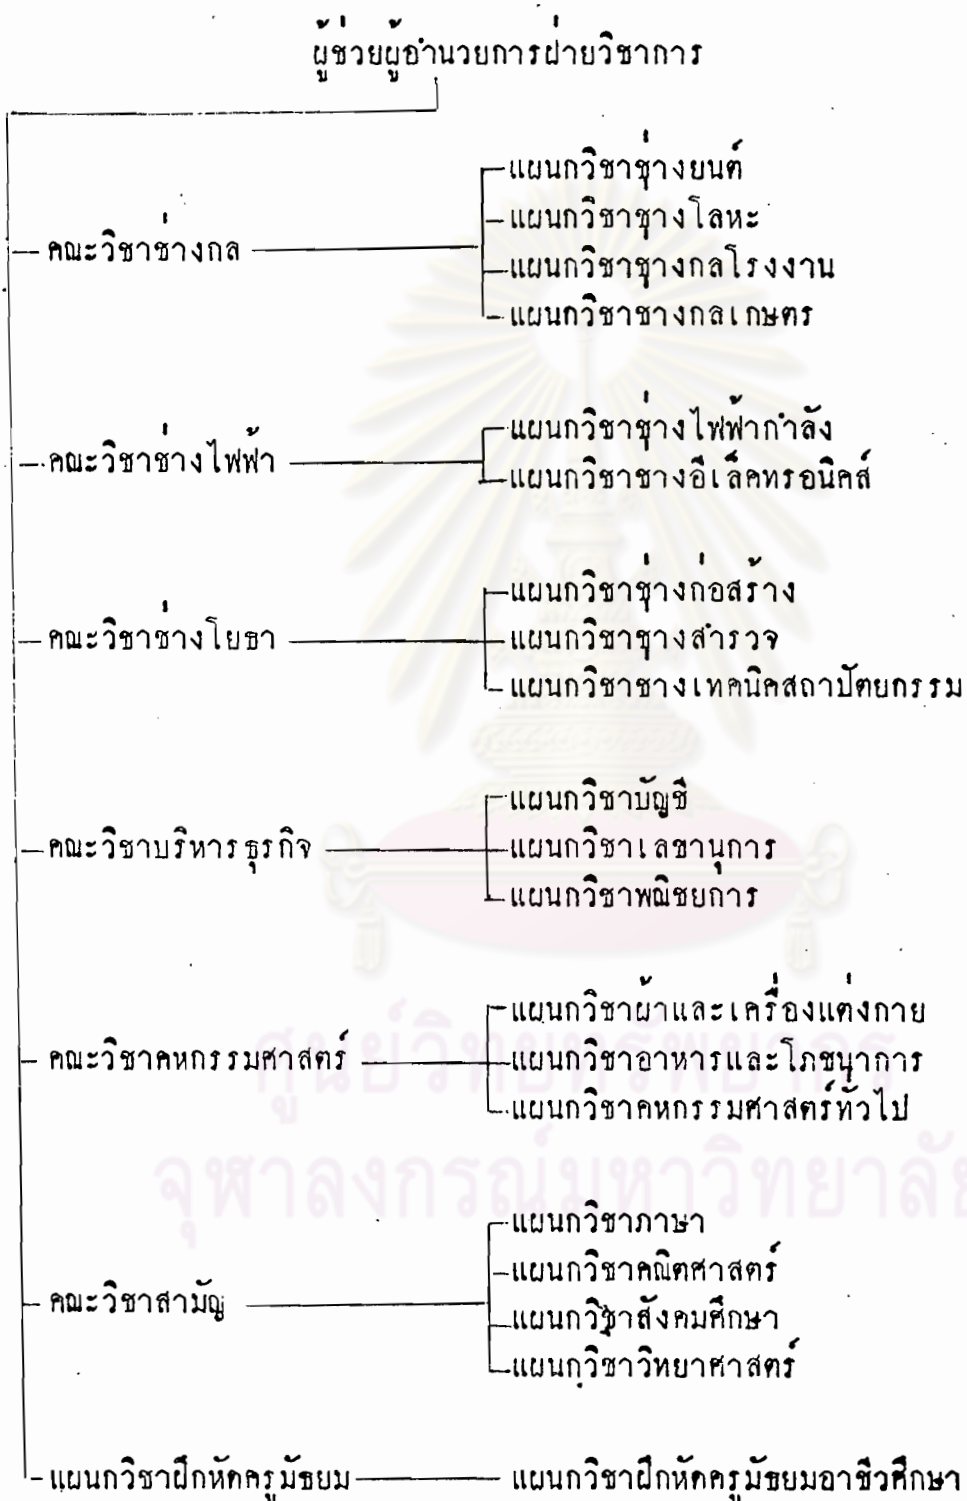 ผู้ช่วยผู้อำนวยการฝ่ายวิชาการ
แผนกวิชาช่างยนต์
แผนกวิชาช่างโลหะ
คณะวิชาช่างกล
แผนกวิชาช่างกลโรงงาน
แผนกวิชาช่างกลเกษตร
แผนกวิชาช่างไฟฟ้ากำลัง
คณะวิชาช่างไฟฟ้า
แผนกวิชาช่างอีเล็คทรอนิคส์
แผนกวิชาช่างก่อสร้าง
คณะวิชาช่างโยธา
แผนกวิชาช่างสำรวจ
แผนกวิชาช่างเทคนิคสถาปัตยกรรม
แผนกวิชาบัญชี
คณะวิชาบริหารธุรกิจ
แผนกวิชาเลขานุการ
แผนกวิชาพณิชยการ
แผนกวิชาผ้าและเครื่องแต่งกาย
คณะวิชาคหกรรมศาสตร์
แผนกวิชาอาหารและโภชนาการ
แผนกวิชาคหกรรมศาสตร์ทั่วไป
ศูนย์วิทยทรัพยากร
จุฬาลงกรณ์มหาวิทยาลัย
แผนกวิชาภาษา
แผนกวิชาคณิตศาสตร์
คณะวิชาสามัญ
แผนกวิชาสังคมศึกษา
แผนกวิชาวิทยาศาสตร์
แผนกวิชาฝึกหัดครูมัธยม
แผนกวิชาฝึกหัดครูมัธยมอาชีวศึกษา